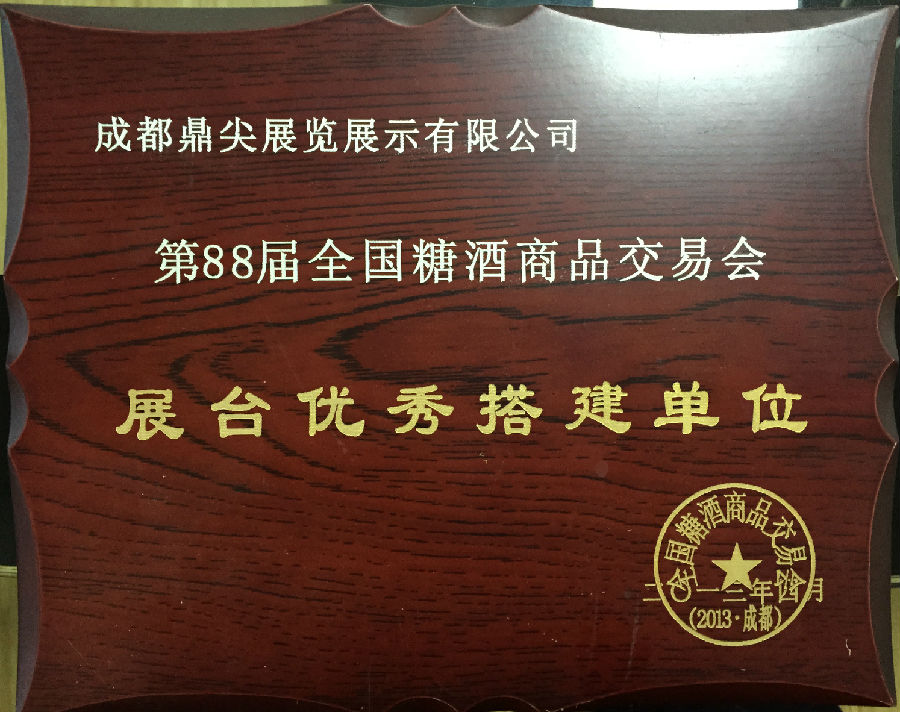 成都鼎尖展览展示有限公司
第88届全国糖酒商品交易会
展台优秀搭建单位
全国糖酒商品交易会
二〇一三年四月
(2013·成都)